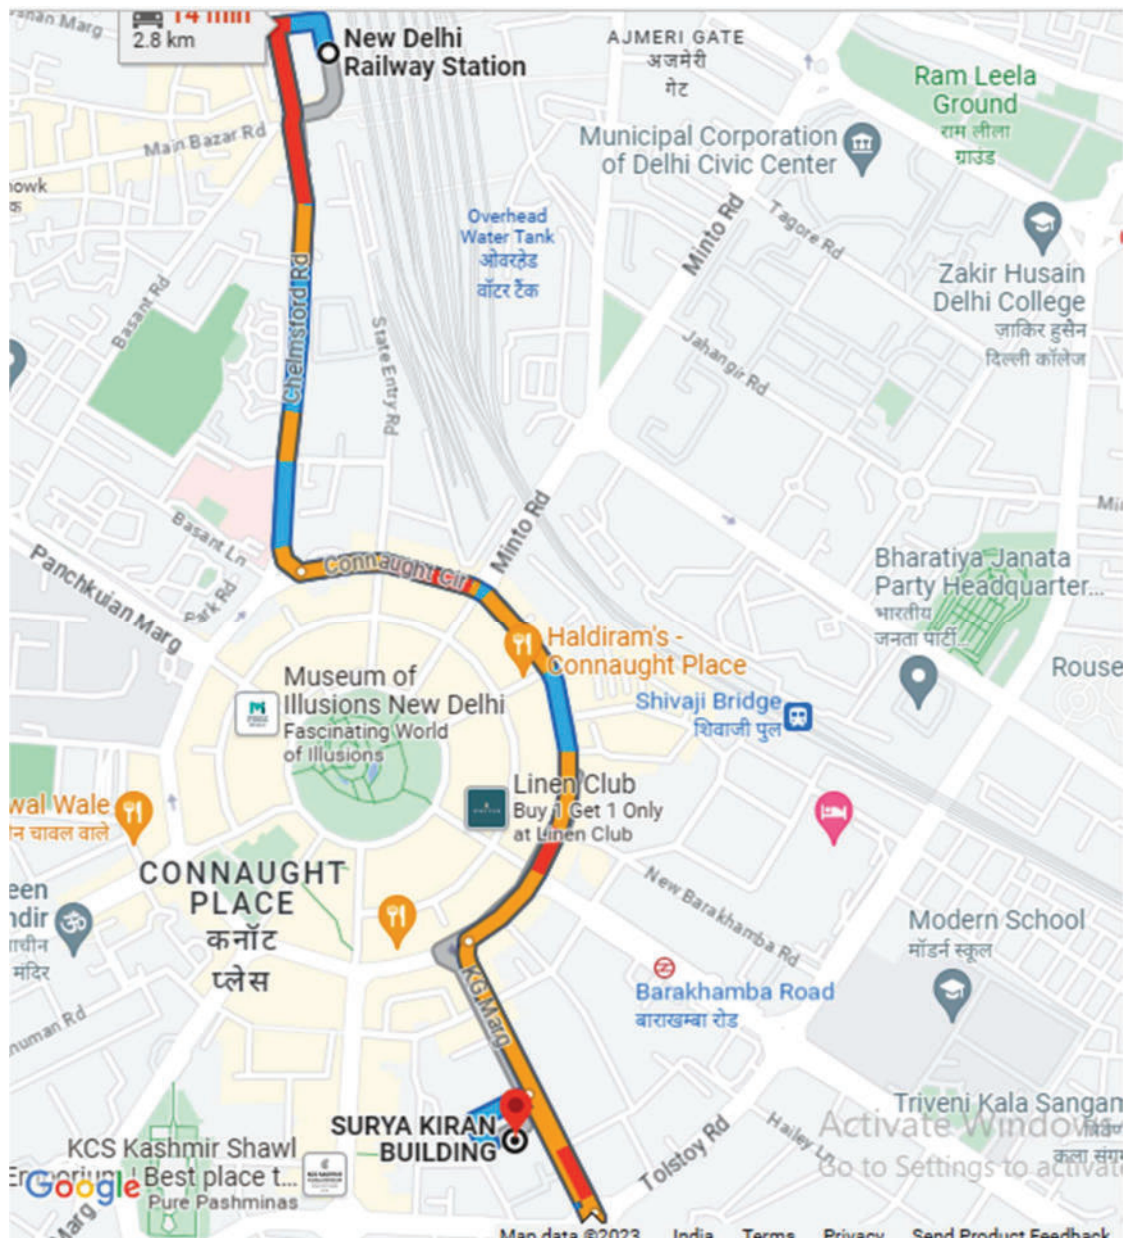 14 min
2.8 km
New Delhi
Railway Station
AJMERI GATE
अजमेरी
गेट
Ram Leela
Ground
राम लीला
ग्राउंड
Municipal Corporation
of Delhi Civic Center
Main Bazar Rd
Overhead
Water Tank
ओवरहेड
वॉटर टैंक
Minto Rd
Tagore Rd
Zakir Husain
Delhi College
ज़ाकिर हुसैन
दिल्ली कॉलेज
Chelmsford Rd
Basant Rd
State Entry Rd
Jahangir Rd
Basant Ln
Minto Rd
Panchkuian Marg
Park Rd
Connaught Cir
Bharatiya Janata
Party Headquarter...
भारतीय
जनता पार्टी...
Haldiram's -
Connaught Place
Museum of
Illusions New Delhi
Fascinating World
of Illusions
Shivaji Bridge
शिवाजी पुल
Linen Club
Buy 1 Get 1 Only
at Linen Club
wal Wale
न चावल वाले
CONNAUGHT
PLACE
कनॉट
प्लेस
New Barakhamba Rd
Modern School
मॉडर्न स्कूल
मंदिर
KG Marg
Barakhamba Road
बाराखम्बा रोड
SURYA KIRAN
BUILDING
Tolstoy Rd
Hailey Ln
Triveni Kala Sangam
कला संगम
Activate Windows
Go to Settings to activate
KCS Kashmir Shawl
Emporium | Best place t...
Pure Pashminas
Google
Marg
Map data ©2023 India Terms Privacy Send Product Feedback